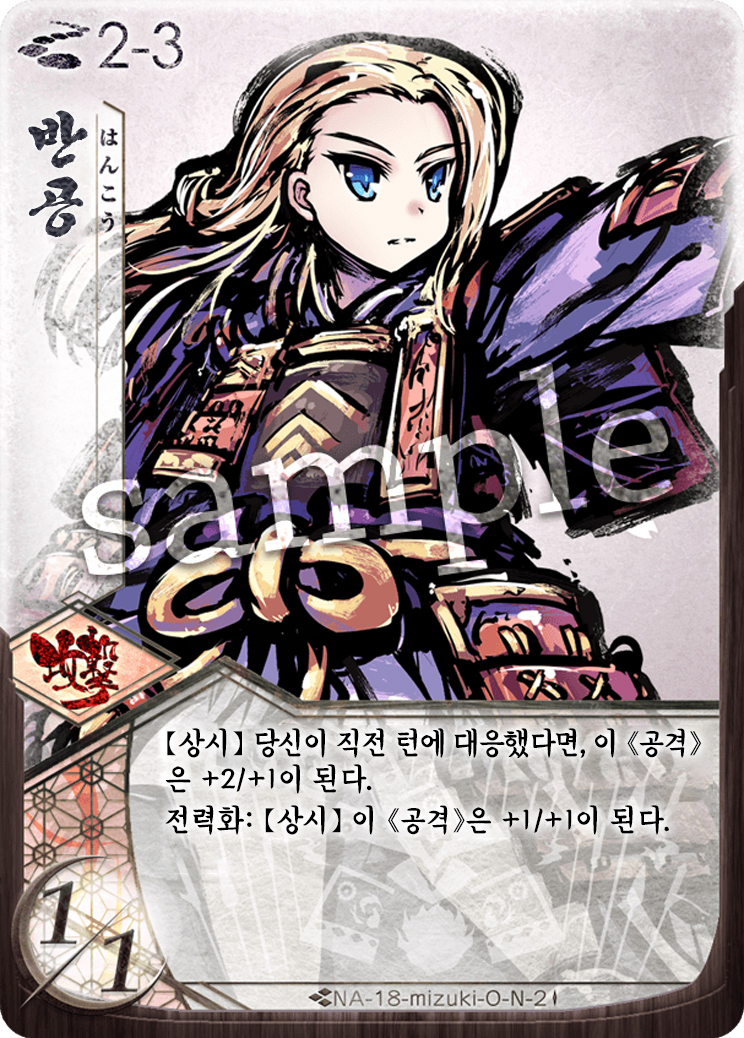 2-3
반공
はんこう
sample
攻撃
【상시】 당신이 직전 턴에 대응했다면, 이 《공격》
은 +2/+1이 된다.
전력화: 【상시】 이 《공격》은 +1/+1이 된다.
1/1
NA-18-mizuki-O-N-2